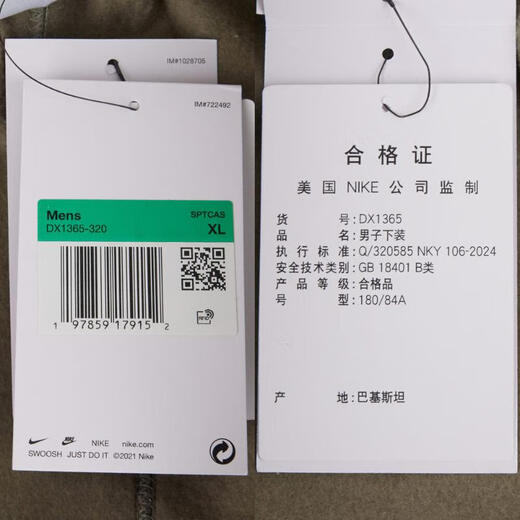 IM#1028705
IM#722492
Mens SPTCAS
DX1365-320 XL
1 97859 17915 2
RFID
NIKE nike.com
SWOOSH JUST DO IT ©2021 Nike
合格证
美国 NIKE 公司监制
货号:DX1365
品名:男子下装
执行标准:Q/320585 NKY 106-2024
安全技术类别:GB 18401 B类
产品等级:合格品
号型:180/84A
产地:巴基斯坦